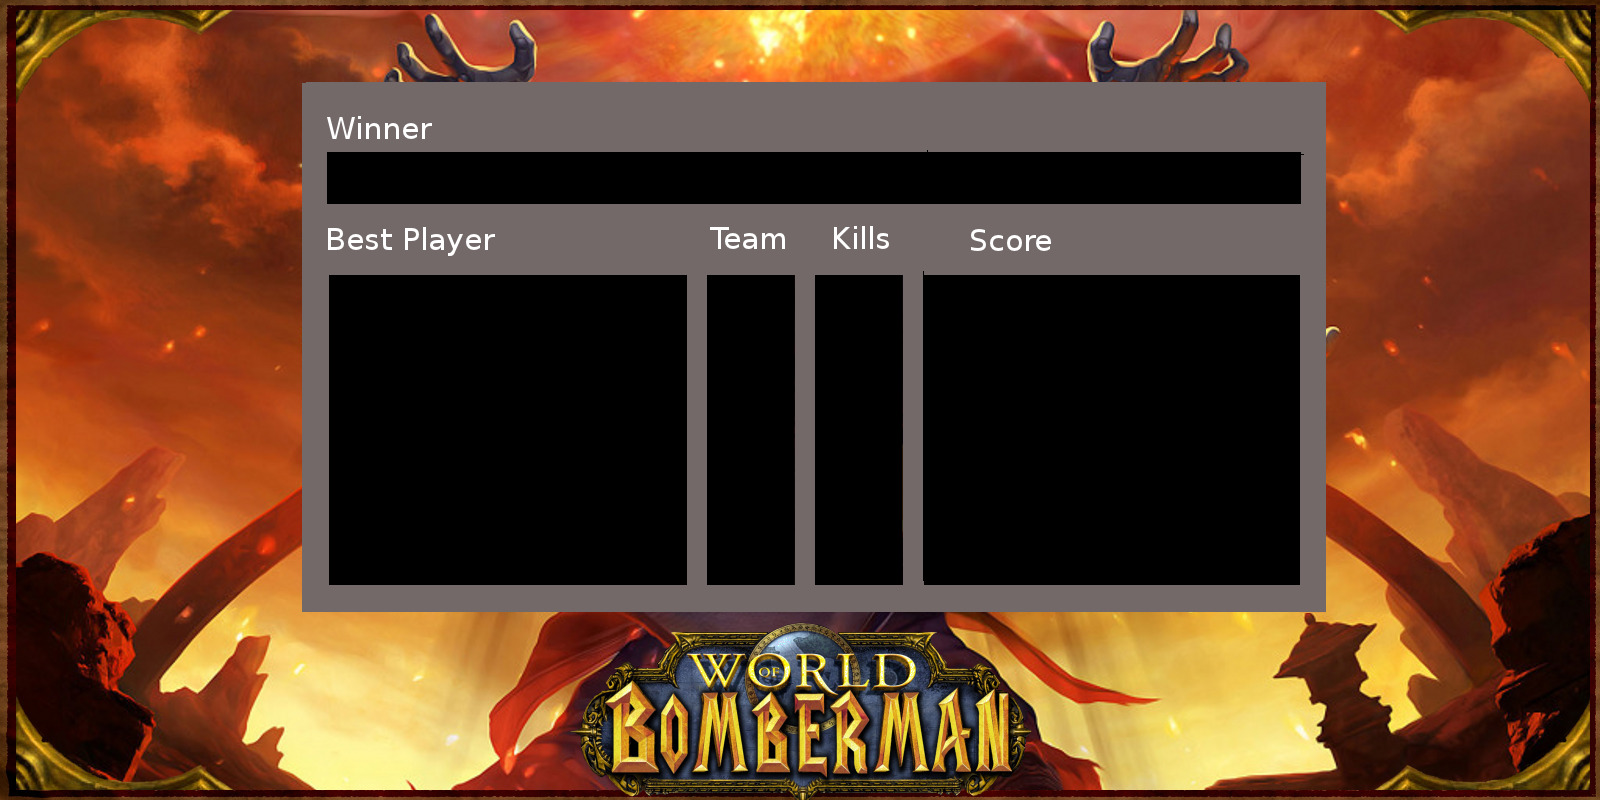 Winner
Best Player Team Kills Score
WORLD
OF
BOMBERMAN